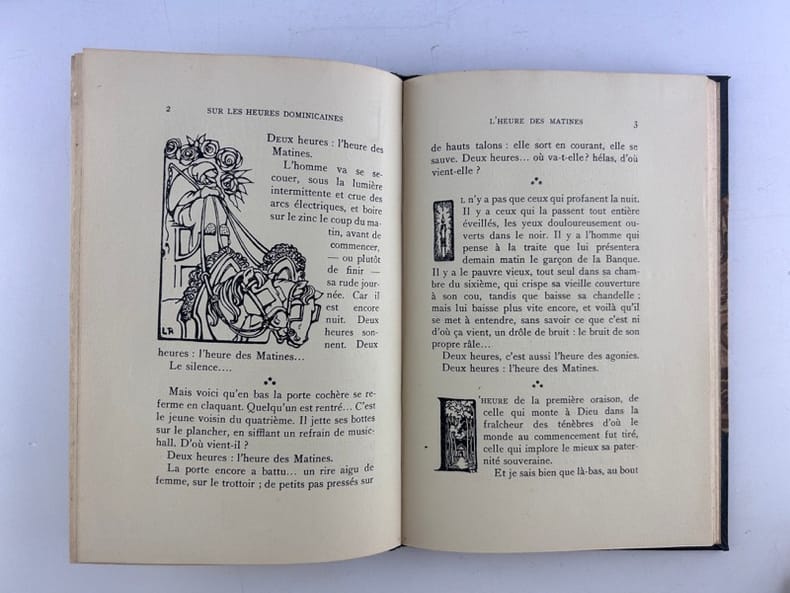 2
SUR LES HEURES DOMINICAINES
DEUX heures : l'heure des
Matines.
L'homme va se se-
couer, sous la lumière
intermittente et crue des
arcs électriques, et boire
sur le zinc le coup du ma-
tin, avant de
commencer,
— ou plutôt
de finir —
sa rude jour-
née. Car il
est encore
nuit. Deux
heures son-
nent. Deux
heures : l'heure des Matines...
Le silence....
LR
Mais voici qu'en bas la porte cochère se re-
ferme en claquant. Quelqu'un est rentré... C'est
le jeune voisin du quatrième. Il jette ses bottes
sur le plancher, en sifflant un refrain de music-
hall. D'où vient-il ?
Deux heures : l'heure des Matines.
La porte encore a battu... un rire aigu de
femme, sur le trottoir ; de petits pas pressés sur
L'HEURE DES MATINES
3
de hauts talons : elle sort en courant, elle se
sauve. Deux heures... où va-t-elle ? hélas, d'où
vient-elle ?
IL n'y a pas que ceux qui profanent la nuit.
Il y a ceux qui la passent tout entière
éveillés, les yeux douloureusement ou-
verts dans le noir. Il y a l'homme qui
pense à la traite que lui présentera
demain matin le garçon de la Banque.
Il y a le pauvre vieux, tout seul dans sa cham-
bre du sixième, qui crispe sa vieille couverture
à son cou, tandis que baisse sa chandelle ;
mais lui baisse plus vite encore, et voilà qu'il
se met à entendre, sans savoir ce que c'est ni
d'où ça vient, un drôle de bruit : le bruit de son
propre râle...
Deux heures, c'est aussi l'heure des agonies.
Deux heures : l'heure des Matines.
L'HEURE de la première oraison, de
celle qui monte à Dieu dans la
fraîcheur des ténèbres d'où le
monde au commencement fut tiré,
celle qui implore le mieux sa pater-
nité souveraine.
Et je sais bien que là-bas, au bout